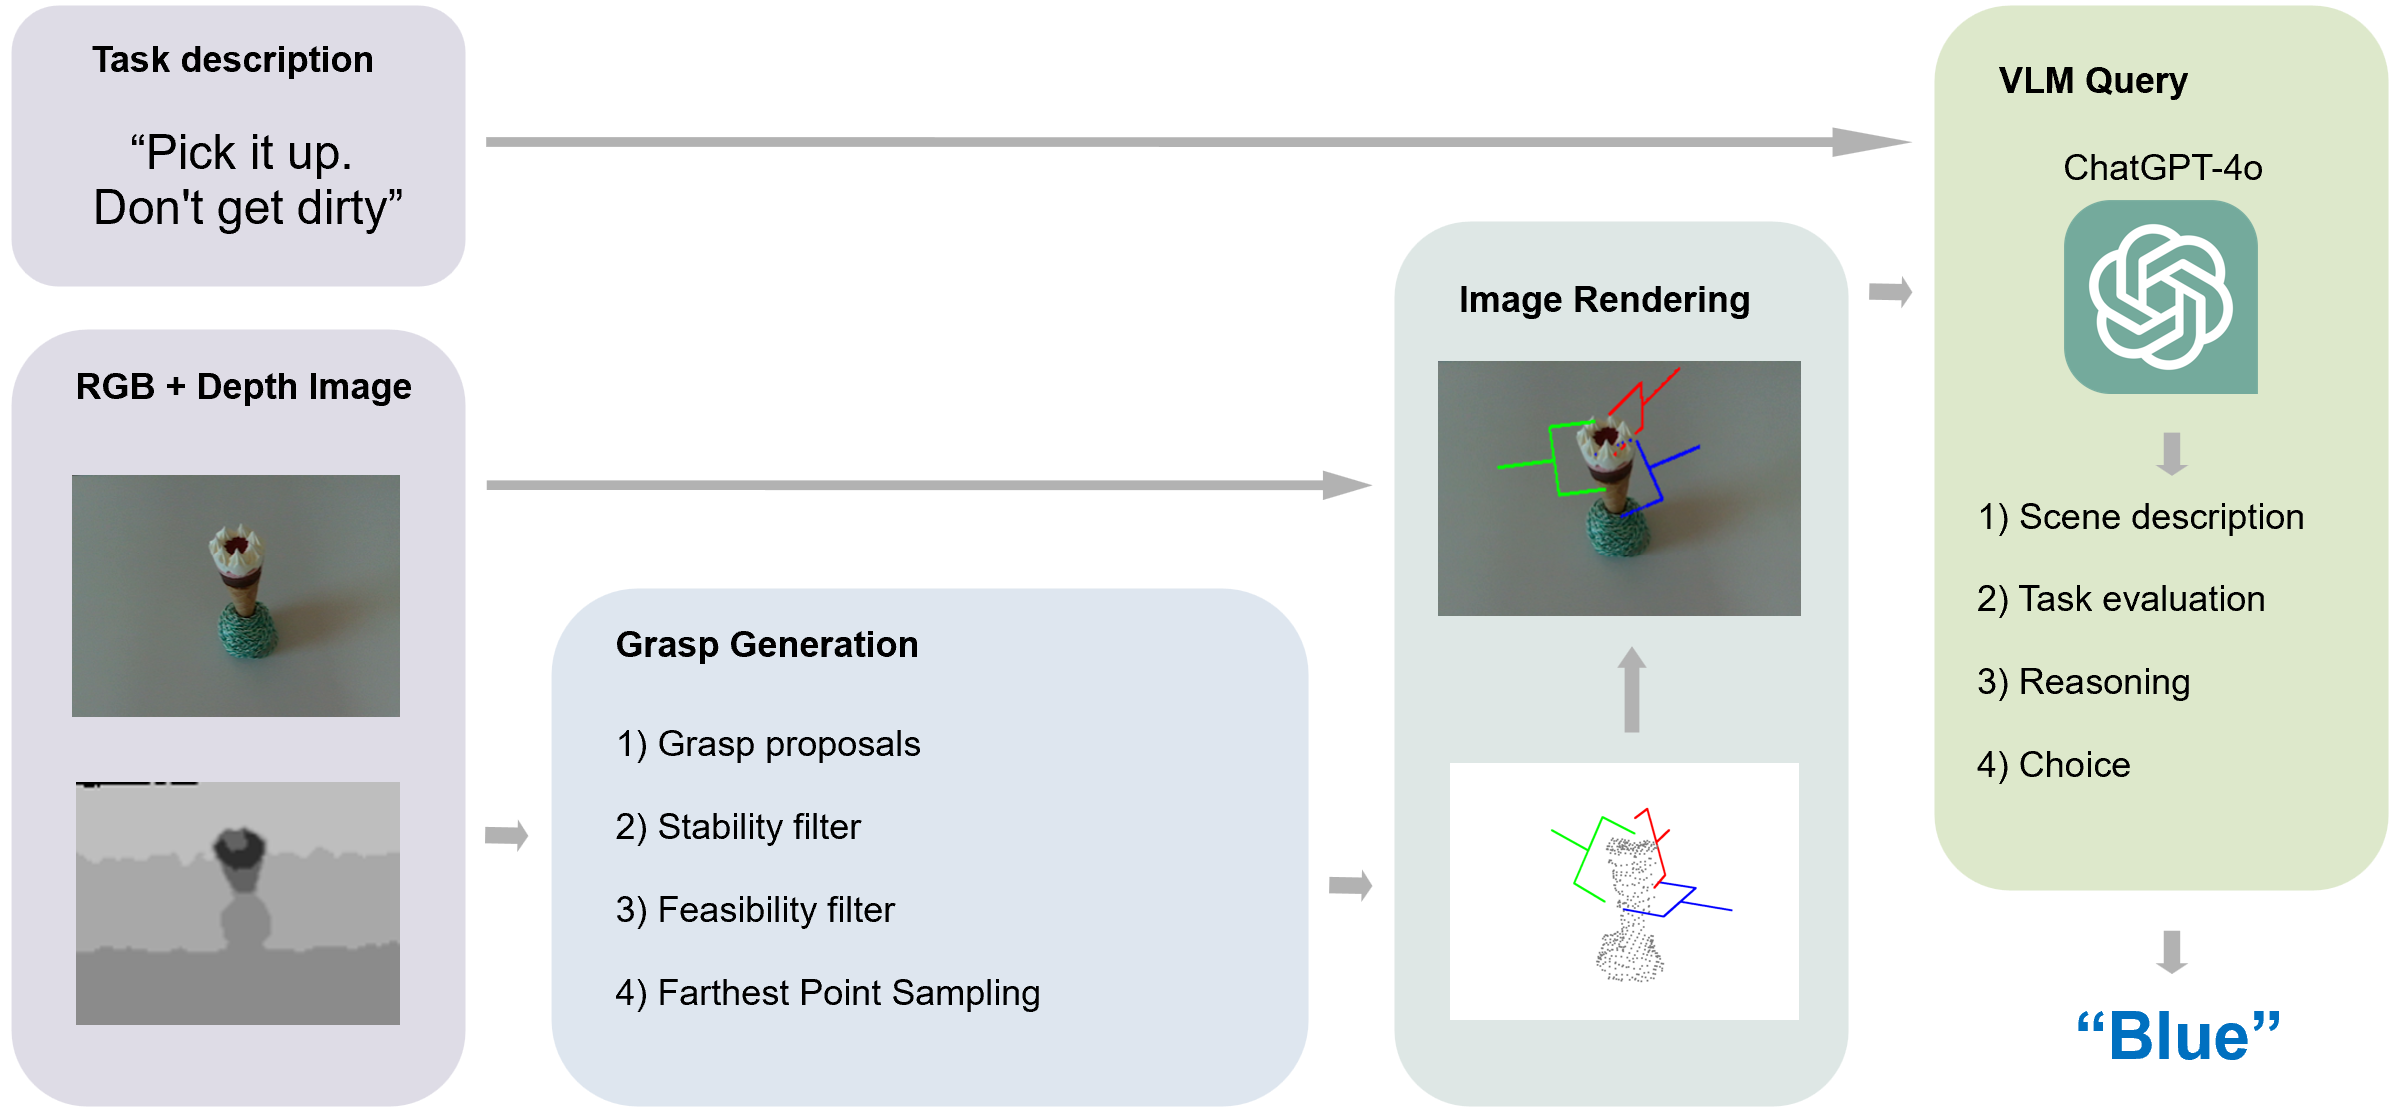 Task description
“Pick it up.
Don't get dirty”
RGB + Depth Image
Grasp Generation
1) Grasp proposals
2) Stability filter
3) Feasibility filter
4) Farthest Point Sampling
Image Rendering
VLM Query
ChatGPT-4o
1) Scene description
2) Task evaluation
3) Reasoning
4) Choice
“Blue”